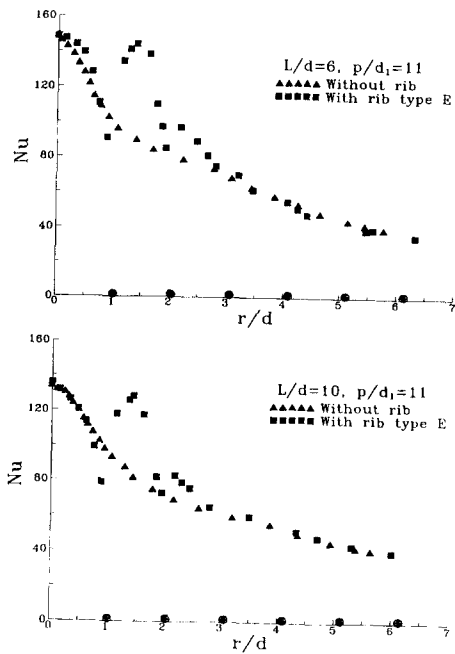 160
L/d=6, p/d₁=11
▲▲▲▲▲ Without rib
■■■■■ With rib type E
120
Nu
80
40
0
0 1 2 3 4 5 6 7
r/d
160
L/d=10, p/d₁=11
▲▲▲▲▲ Without rib
■■■■■ With rib type E
120
Nu
80
40
0
0 1 2 3 4 5 6 7
r/d